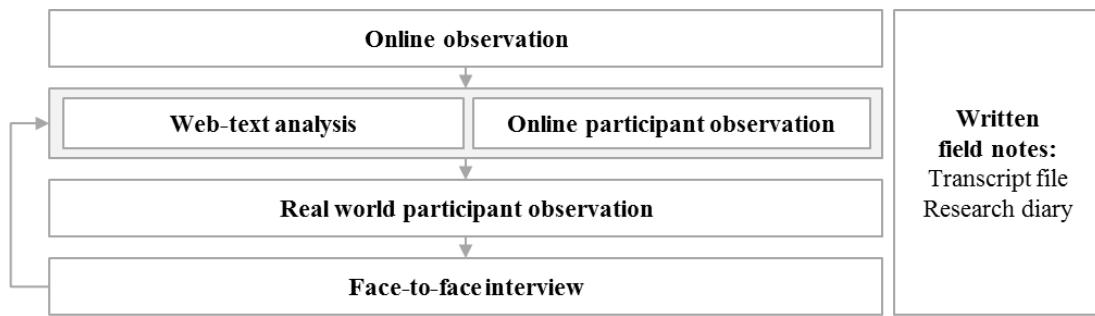 Online observation
Web-text analysis
Online participant observation
Real world participant observation
Face-to-face interview
Written
field notes:
Transcript file
Research diary